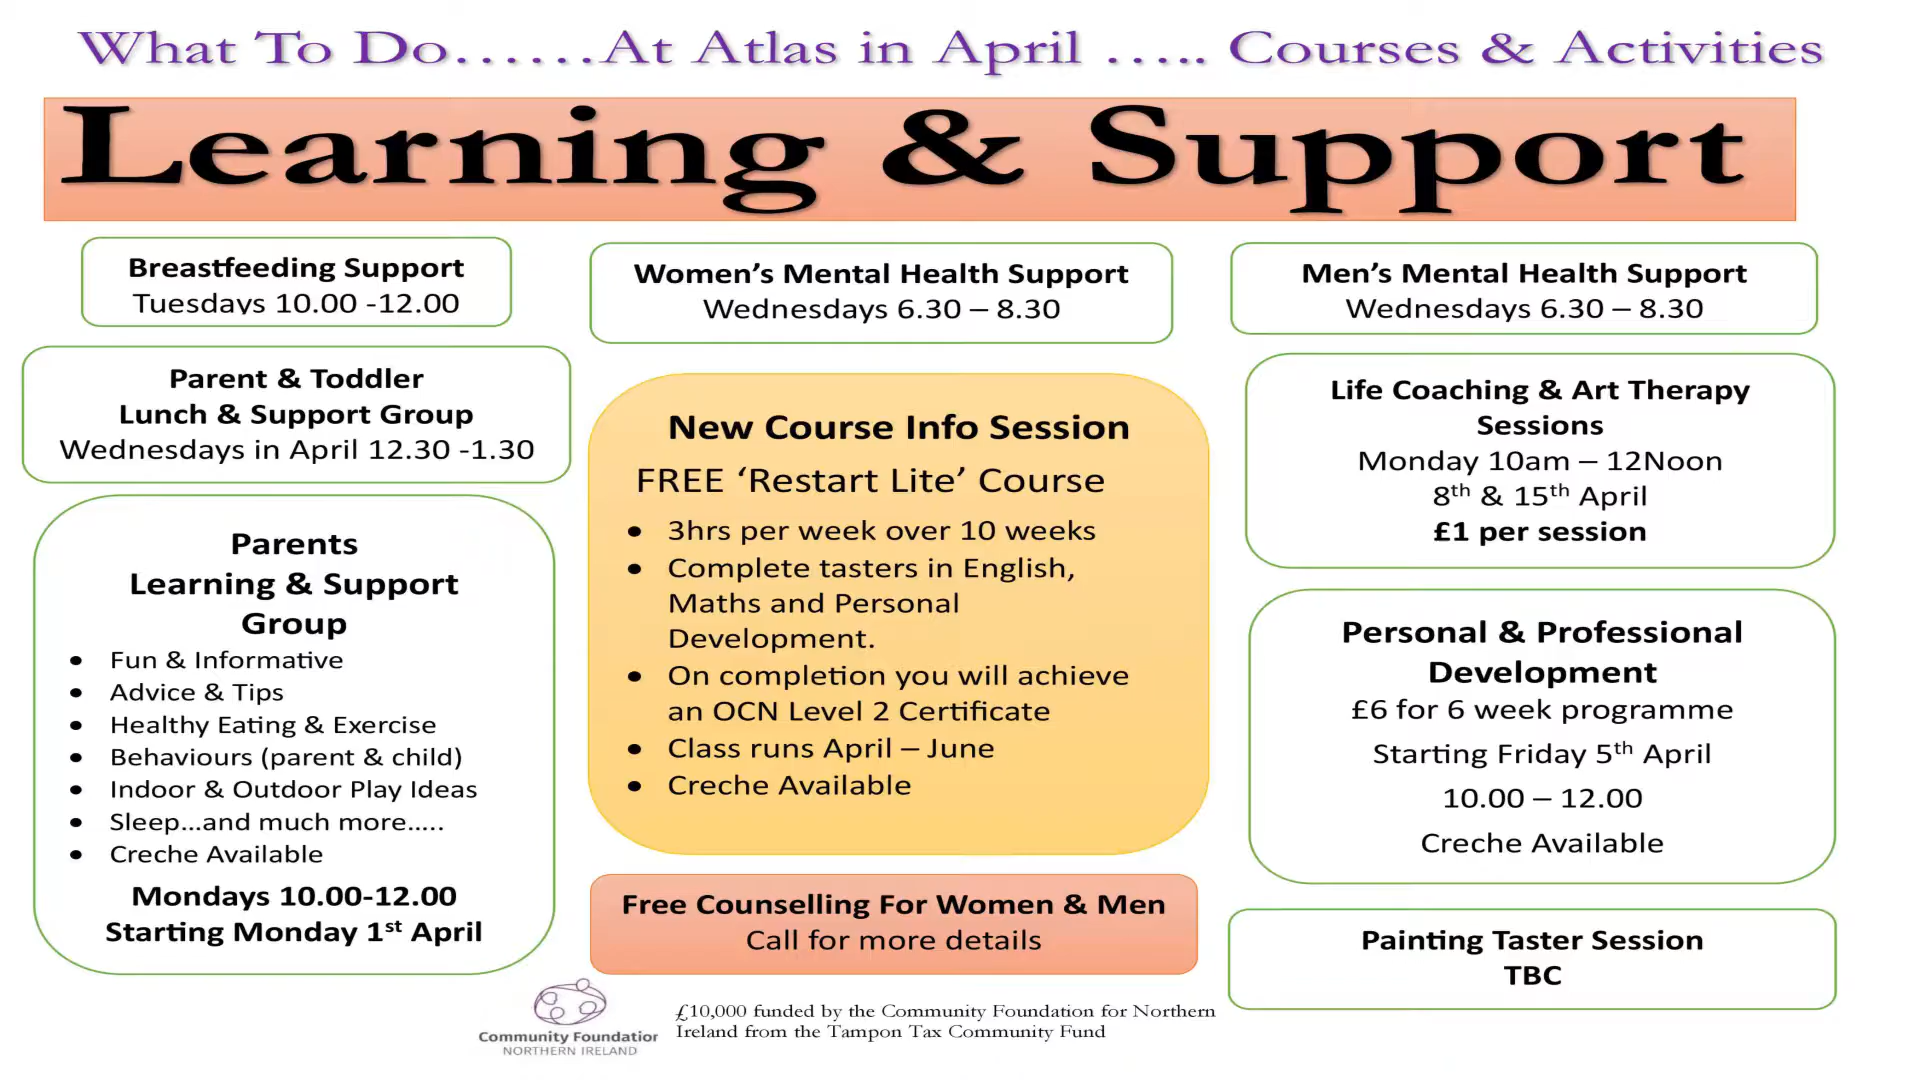 What To Do......At Atlas in April ..... Courses & Activities
Learning & Support
Breastfeeding Support
Tuesdays 10.00 -12.00
Parent & Toddler
Lunch & Support Group
Wednesdays in April 12.30 -1.30
Parents
Learning & Support
Group
• Fun & Informative
• Advice & Tips
• Healthy Eating & Exercise
• Behaviours (parent & child)
• Indoor & Outdoor Play Ideas
• Sleep...and much more.....
• Creche Available
Mondays 10.00-12.00
Starting Monday 1st April
Women's Mental Health Support
Wednesdays 6.30 – 8.30
New Course Info Session
FREE 'Restart Lite' Course
• 3hrs per week over 10 weeks
• Complete tasters in English,
Maths and Personal
Development.
• On completion you will achieve
an OCN Level 2 Certificate
• Class runs April – June
• Creche Available
Free Counselling For Women & Men
Call for more details
Men's Mental Health Support
Wednesdays 6.30 – 8.30
Life Coaching & Art Therapy
Sessions
Monday 10am – 12Noon
8th & 15th April
£1 per session
Personal & Professional
Development
£6 for 6 week programme
Starting Friday 5th April
10.00 – 12.00
Creche Available
Painting Taster Session
TBC
Community Foundation
NORTHERN IRELAND
£10,000 funded by the Community Foundation for Northern
Ireland from the Tampon Tax Community Fund